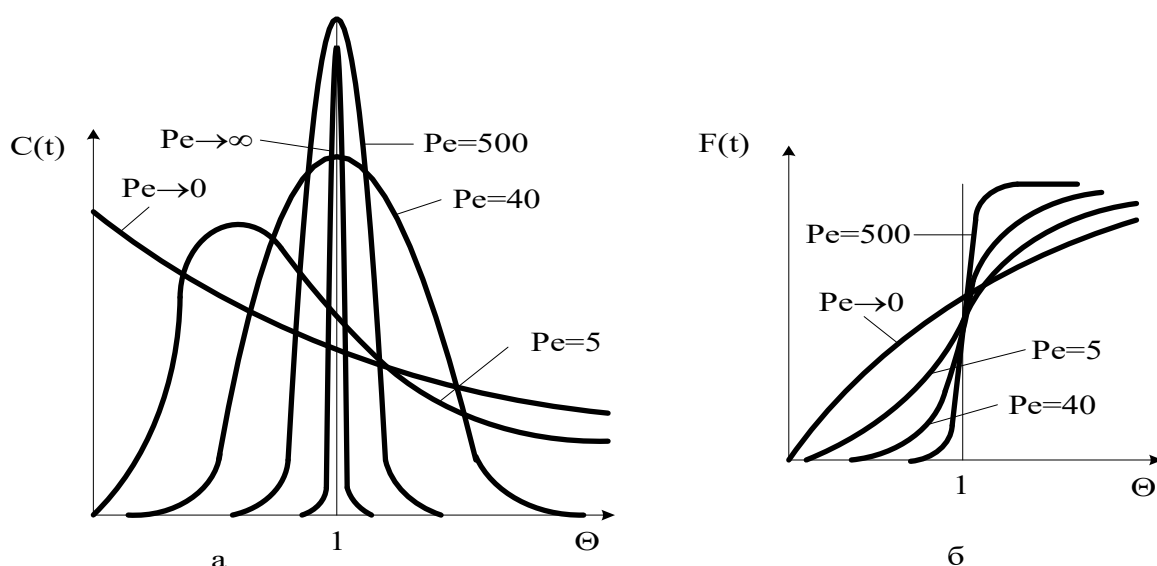 C(t)
Pe→∞
Pe→0
Pe=500
Pe=40
Pe=5
1
Θ
а
F(t)
Pe=500
Pe→0
Pe=5
Pe=40
1
Θ
б